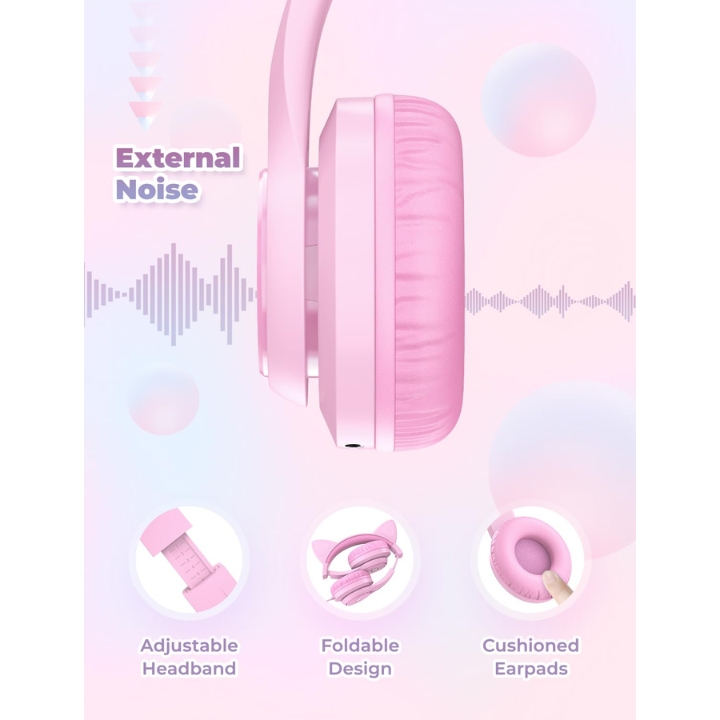 External
Noise
Adjustable
Headband
Foldable
Design
Cushioned
Earpads